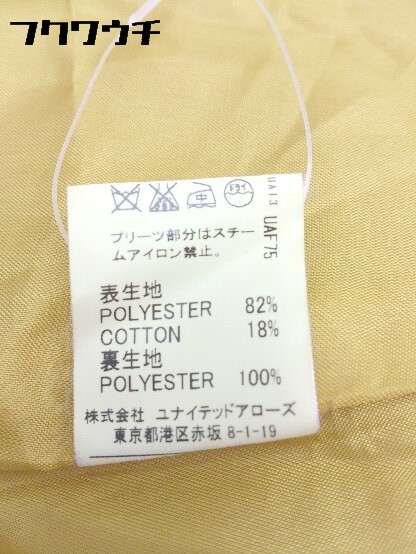 フクワウチ
ドライ
UA13 UAF75
プリーツ部分はスチー
ムアイロン禁止。
表生地
POLYESTER 82%
COTTON 18%
裏生地
POLYESTER 100%
株式会社 ユナイテッドアローズ
東京都港区赤坂 8-1-19